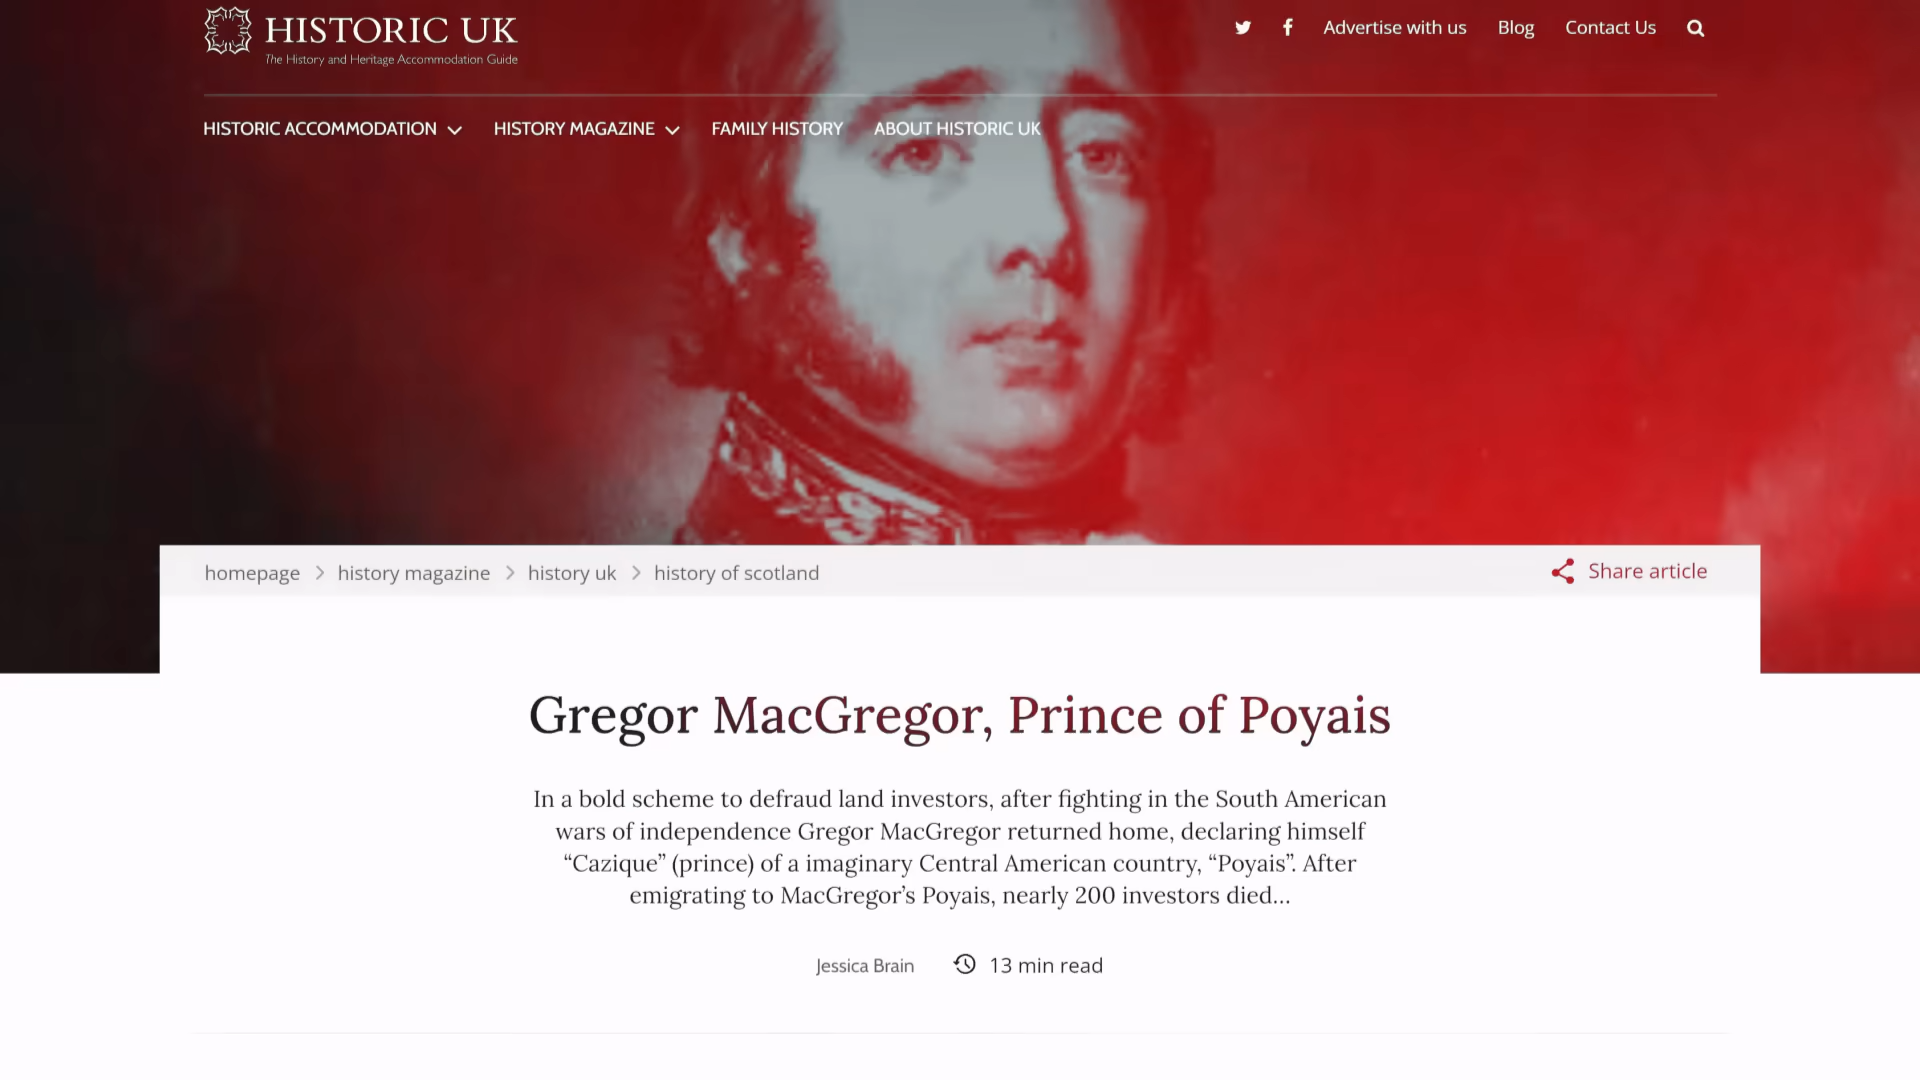 HISTORIC UK
The History and Heritage Accommodation Guide
Advertise with us Blog Contact Us
HISTORIC ACCOMMODATION HISTORY MAGAZINE FAMILY HISTORY ABOUT HISTORIC UK
homepage > history magazine > history uk > history of scotland
Share article
Gregor MacGregor, Prince of Poyais
In a bold scheme to defraud land investors, after fighting in the South American
wars of independence Gregor MacGregor returned home, declaring himself
“Cazique” (prince) of a imaginary Central American country, “Poyais”. After
emigrating to MacGregor’s Poyais, nearly 200 investors died...
Jessica Brain 13 min read